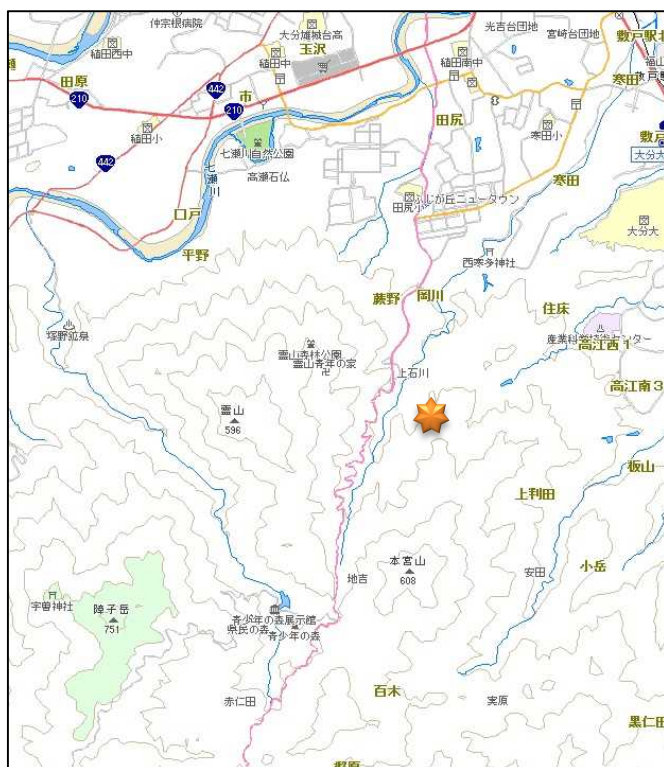 仲宗根病院
大分雄城台高
光吉台団地
宮崎台団地
敷戸駅北
稙田西中
玉沢
稙田中
稙田南中
寒田
田原
442
210
市
210
田尻
寒田小
敷戸
稙田小
七瀬川自然公園
高瀬石仏
442
七瀬川
大分大
寒田
ふじが丘ニュータウン
田尻小
口戸
大分大
平野
西寒多神社
蕨野
岡川
住床
塚野鉱泉
霊山森林公園
霊山青年の家
産業科学技術センター
高江西1
上石川
高江南3
霊山
596
板山
上判田
本宮山
608
地吉
安田
小岳
宇曽神社
障子岳
751
青少年の森展示館
県民の森
青少年の森
赤仁田
百木
実原
黒仁田